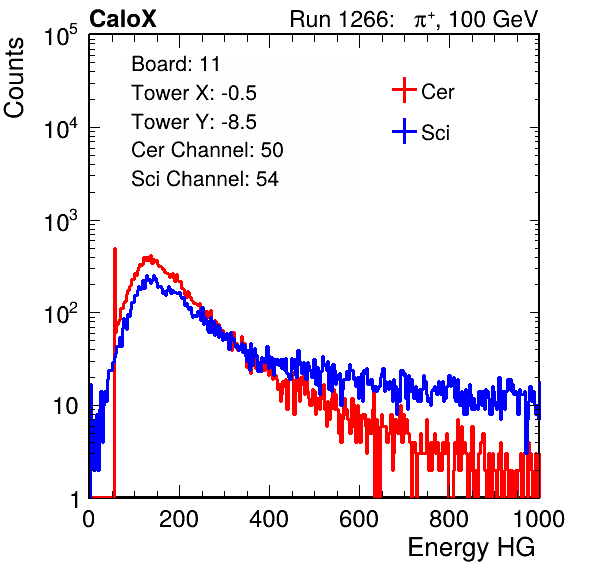 CaloX Run 1266: π⁺, 100 GeV
Counts
10⁵
10⁴
10³
10²
10
1
Board: 11
Tower X: -0.5
Tower Y: -8.5
Cer Channel: 50
Sci Channel: 54
Cer
Sci
0 200 400 600 800 1000
Energy HG